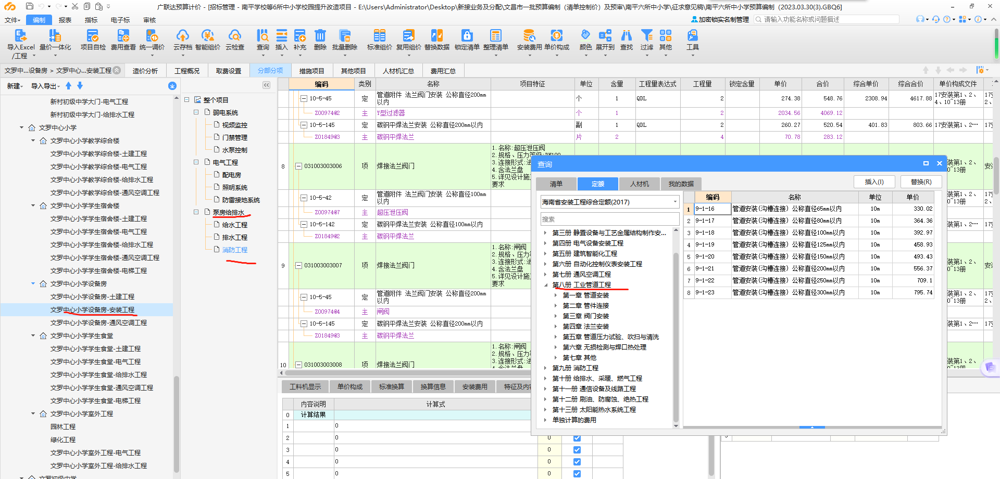 广联达预算计价 - [招标管理 - 南平学校等6所中小学校园提升改造项目 - E:\Users\Administrator\Desktop\新接业务及分配\文昌市一批预算编制（清单控制价）及预审\南平六所中小学\征求意见稿\南平六所中小学预算编制（2023.03.30(3).GBQ6]
文件 编制 报表 指标 电子标 审核
加密锁实名制管理 请输入功能名称或问题描述
导入Excel/工程 量价一体化 项目自检 费用查看 统一调价 云存档 智能组价 云检查 查询 插入 补充 删除 批量删除 标准组价 复用组价 替换数据 锁定清单 整理清单 安装费用 单价构成 颜色 展开到 查找 过滤 其他 工具
文罗中...设备房 > 文罗中心...安装工程 造价分析 工程概况 取费设置 分部分项 措施项目 其他项目 人材机汇总 费用汇总
新建 导入导出
新村初级中学大门-电气工程
新村初级中学大门-给排水工程
文罗中心小学
文罗中心小学教学综合楼
文罗中心小学教学综合楼-土建工程
文罗中心小学教学综合楼-电气工程
文罗中心小学教学综合楼-给排水工程
文罗中心小学教学综合楼-通风空调工程
文罗中心小学学生宿舍楼
文罗中心小学学生宿舍楼-土建工程
文罗中心小学学生宿舍楼-电气工程
文罗中心小学学生宿舍楼-给排水工程
文罗中心小学学生宿舍楼-通风空调工程
文罗中心小学学生宿舍楼-电梯工程
文罗中心小学设备房
文罗中心小学设备房-土建工程
文罗中心小学设备房-安装工程
文罗中心小学设备房-通风空调工程
文罗中心小学学生食堂
文罗中心小学学生食堂-土建工程
文罗中心小学学生食堂-电气工程
文罗中心小学学生食堂-给排水工程
文罗中心小学学生食堂-通风空调工程
文罗中心小学学生食堂-电梯工程
文罗中心小学室外工程
园林工程
绿化工程
文罗中心小学室外工程-电气工程
文罗中心小学室外工程-给排水工程
整个项目
弱电系统
视频监控
门禁管理
水泵控制
电气工程
配电房
照明系统
防雷接地系统
泵房给排水
给水工程
排水工程
消防工程
编码 类别 名称 项目特征 单位 含量 工程量表达式 工程量 锁定含量 单价 合价 综合单价 综合合价 单价构成文件
10-5-45 定 管道附件 法兰阀门安装 公称直径200mm以内 个 1 QDL 2 274.38 548.76 2308.94 4617.88 17安装第1、2、4、10~13册
Z00974@2 主 Y型过滤器 个 1 2 2034.56 4069.12
10-5-145 定 碳钢平焊法兰安装 公称直径200mm以内 副 1 QDL 2 260.27 520.54 401.83 803.66 17安装第1、2…
Z01849@3 主 碳钢平焊法兰 片 2 4 70.78 283.12
8 031003003006 项 焊接法兰阀门
1.名称:超压泄压阀
2.规格、压力等级:DN100
3.连接形式:法
4.含法兰盘
5.详见设计施工
要求
10-5-42 定 管道附件 法兰阀门安装 公称直径100mm以内
Z00974@7 主 超压泄压阀
10-5-142 定 碳钢平焊法兰安装 公称直径100mm以内
Z01849@2 主 碳钢平焊法兰
9 031003003007 项 焊接法兰阀门
1.名称:闸阀
2.规格、压力等
3.连接形式:法
4.含法兰盘
5.详见设计施工
要求
10-5-45 定 管道附件 法兰阀门安装 公称直径200mm以内
Z00974@4 主 闸阀
10-5-145 定 碳钢平焊法兰安装 公称直径200mm以内
Z01849@3 主 碳钢平焊法兰
10 031003003008 项 焊接法兰阀门
1.名称:闸阀
2.规格、压力等
3.连接形式:法
4.含法兰盘
工料机显示 单价构成 标准换算 换算信息 安装费用 特征及内容
内容说明 计算式
0 计算结果
1 0
2 0 0
3 0 0
4 0 0
5 0 0
查询
清单 定额 人材机 我的数据 插入(I) 替换(R)
海南省安装工程综合定额(2017)
搜索
第三册 静置设备与工艺金属结构制作安...
第四册 电气设备安装工程
第五册 建筑智能化工程
第六册 自动化控制仪表安装工程
第七册 通风空调工程
第八册 工业管道工程
第一章 管道安装
第二章 管件连接
第三章 阀门安装
第四章 法兰安装
第五章 管道压力试验、吹扫与清洗
第六章 无损检测与焊口热处理
第七章 其他
第九册 消防工程
第十册 给排水、采暖、燃气工程
第十一册 通信设备及线路工程
第十二册 刷油、防腐蚀、绝热工程
第十三册 太阳能热水系统工程
单独计算的费用
编码 名称 单位 单价
1 9-1-16 管道安装(沟槽连接) 公称直径65mm以内 10m 330.02
2 9-1-17 管道安装(沟槽连接) 公称直径80mm以内 10m 364.36
3 9-1-18 管道安装(沟槽连接) 公称直径100mm以内 10m 392.97
4 9-1-19 管道安装(沟槽连接) 公称直径125mm以内 10m 458.93
5 9-1-20 管道安装(沟槽连接) 公称直径150mm以内 10m 493.43
6 9-1-21 管道安装(沟槽连接) 公称直径200mm以内 10m 556.37
7 9-1-22 管道安装(沟槽连接) 公称直径250mm以内 10m 709.1
8 9-1-23 管道安装(沟槽连接) 公称直径300mm以内 10m 795.74